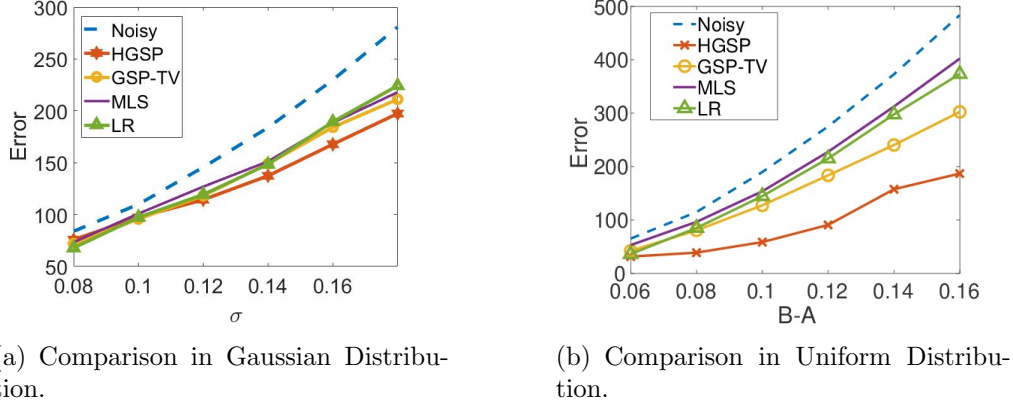 300
250
200
150
100
50
Error
Noisy
HGSP
GSP-TV
MLS
LR
0.08 0.1 0.12 0.14 0.16
σ
(a) Comparison in Gaussian Distribu-
tion.
500
400
300
200
100
0
Error
Noisy
HGSP
GSP-TV
MLS
LR
0.06 0.08 0.1 0.12 0.14 0.16
B-A
(b) Comparison in Uniform Distribu-
tion.